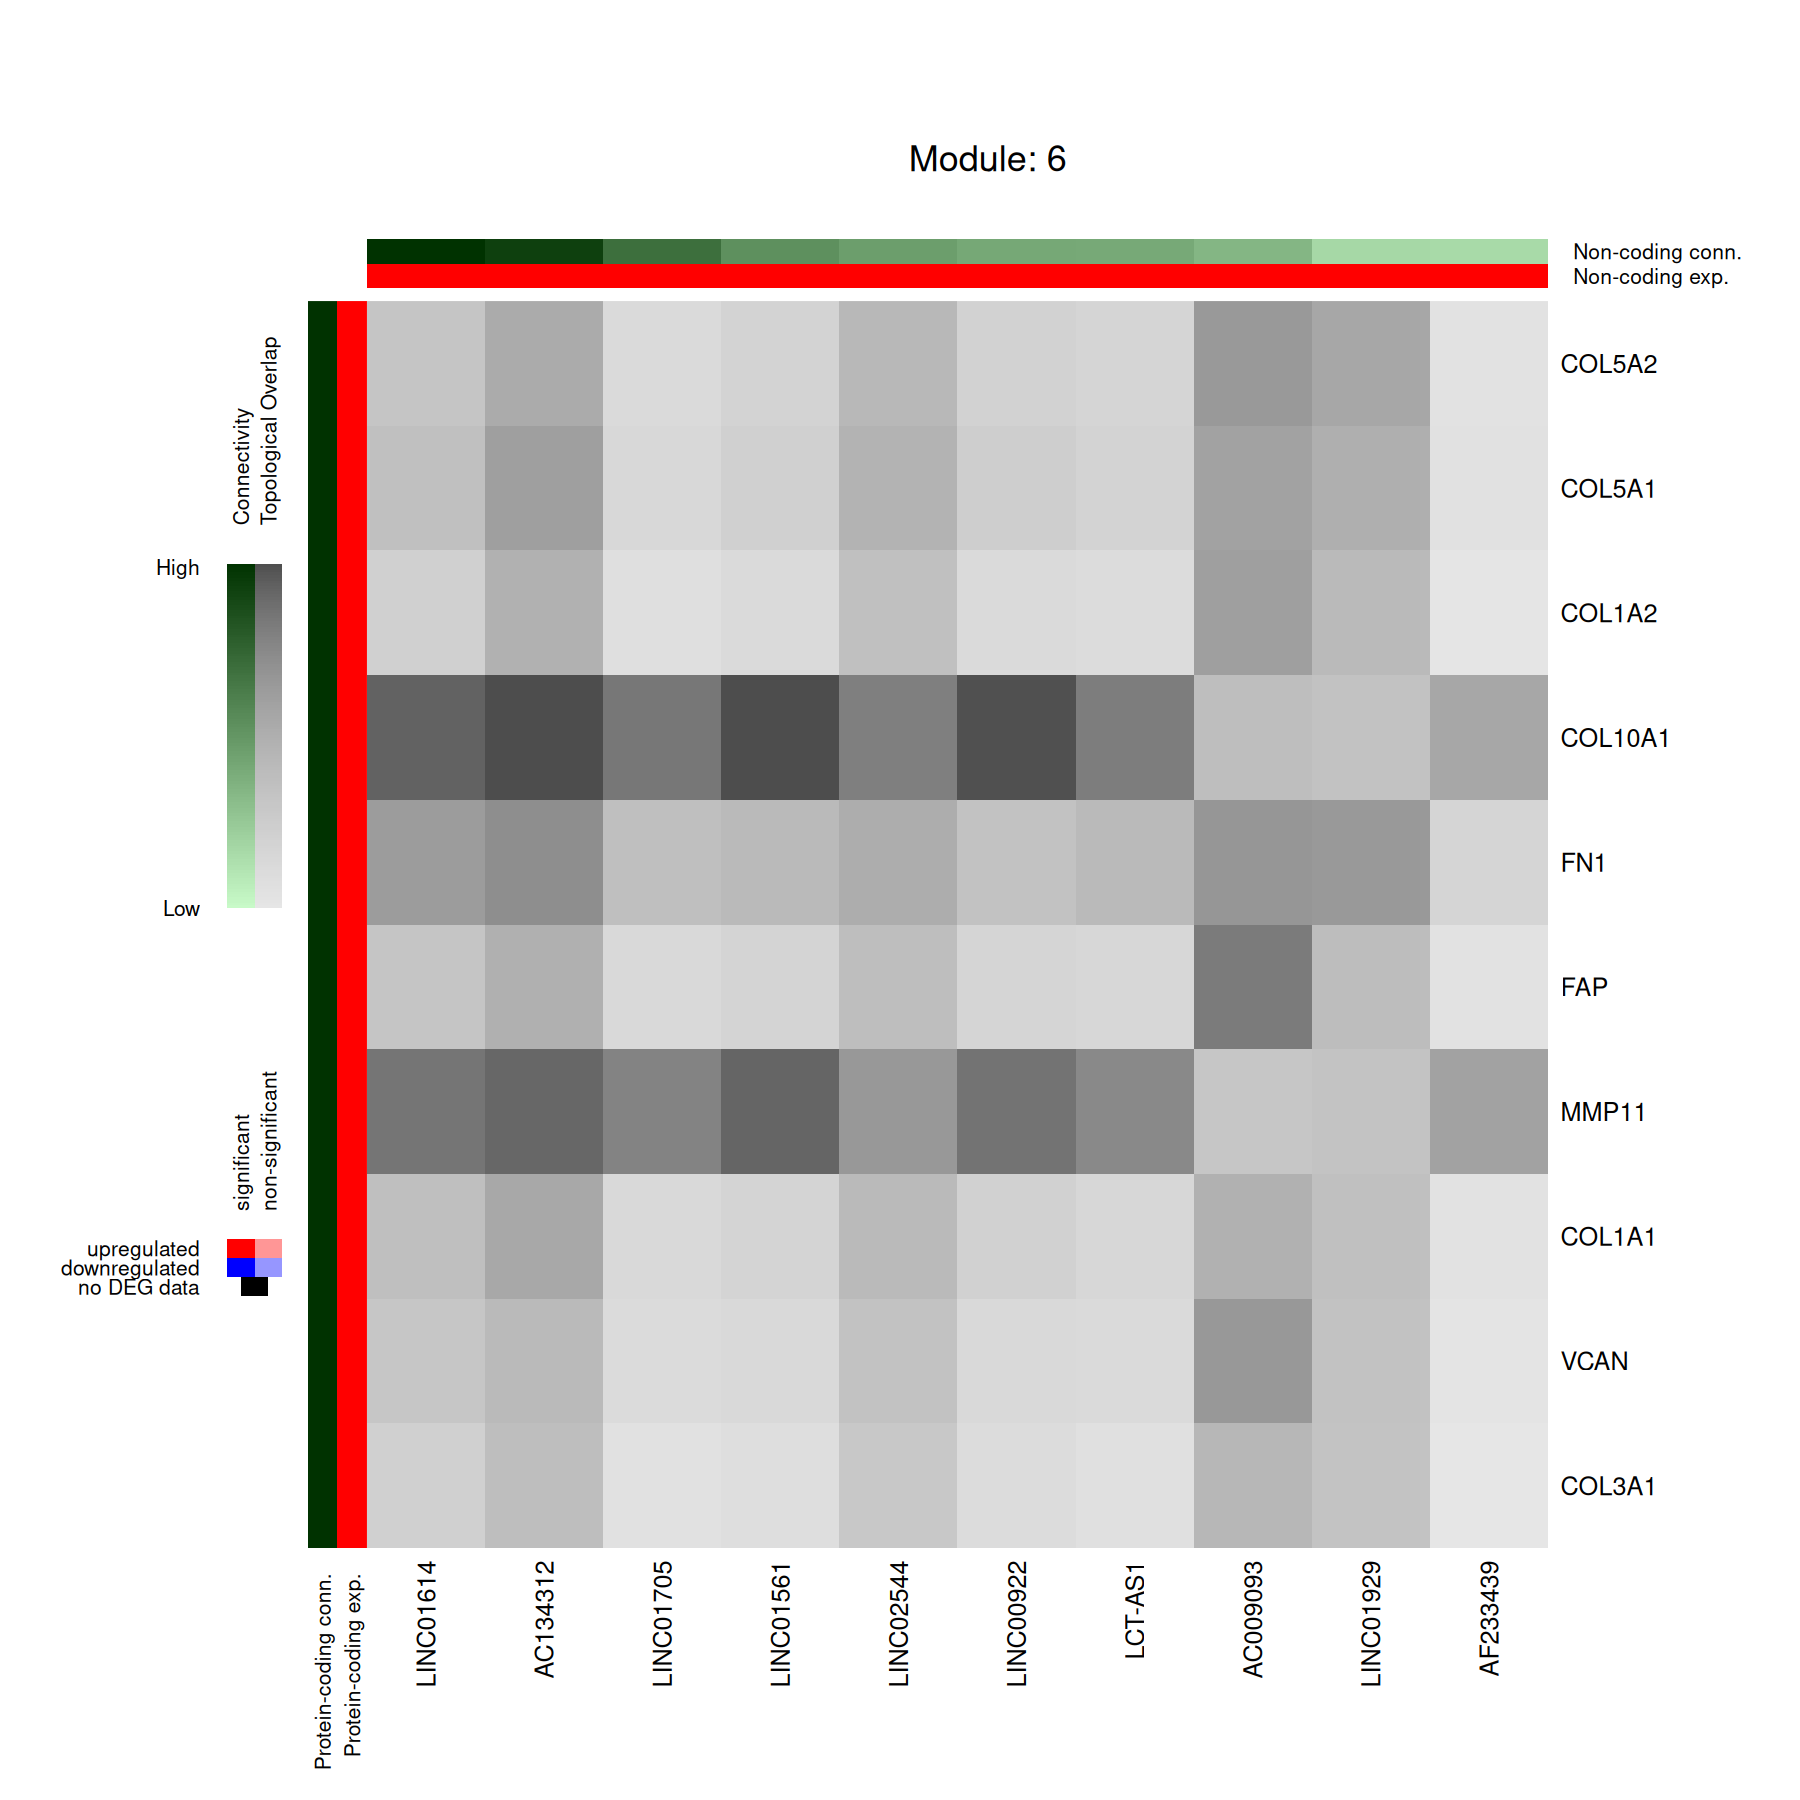 Module: 6
Non-coding conn.
Non-coding exp.
Connectivity
Topological Overlap
High
Low
significant
non-significant
upregulated
downregulated
no DEG data
COL5A2
COL5A1
COL1A2
COL10A1
FN1
FAP
MMP11
COL1A1
VCAN
COL3A1
Protein-coding conn.
Protein-coding exp.
LINC01614
AC134312
LINC01705
LINC01561
LINC02544
LINC00922
LCT-AS1
AC009093
LINC01929
AF233439